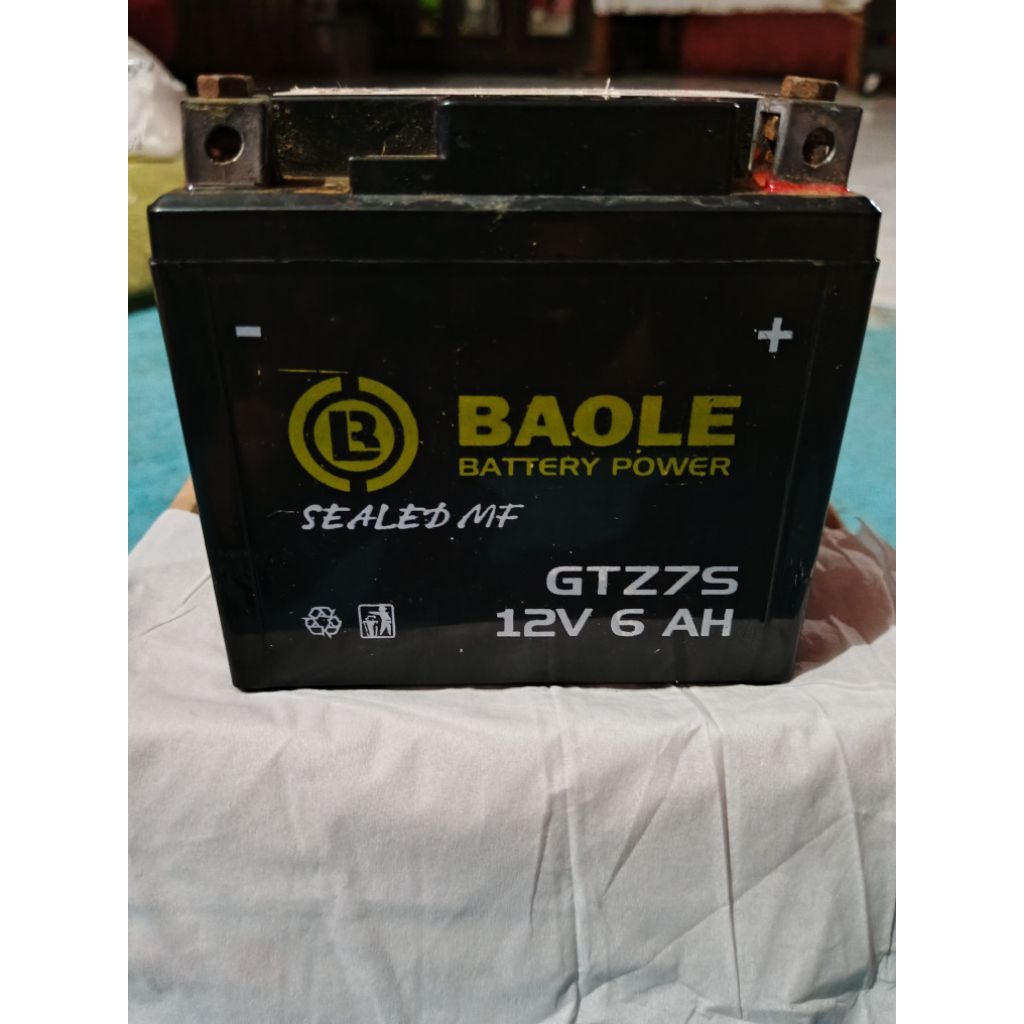 - +
BAOLE
BATTERY POWER
SEALED MF
GTZ7S
12V 6 AH